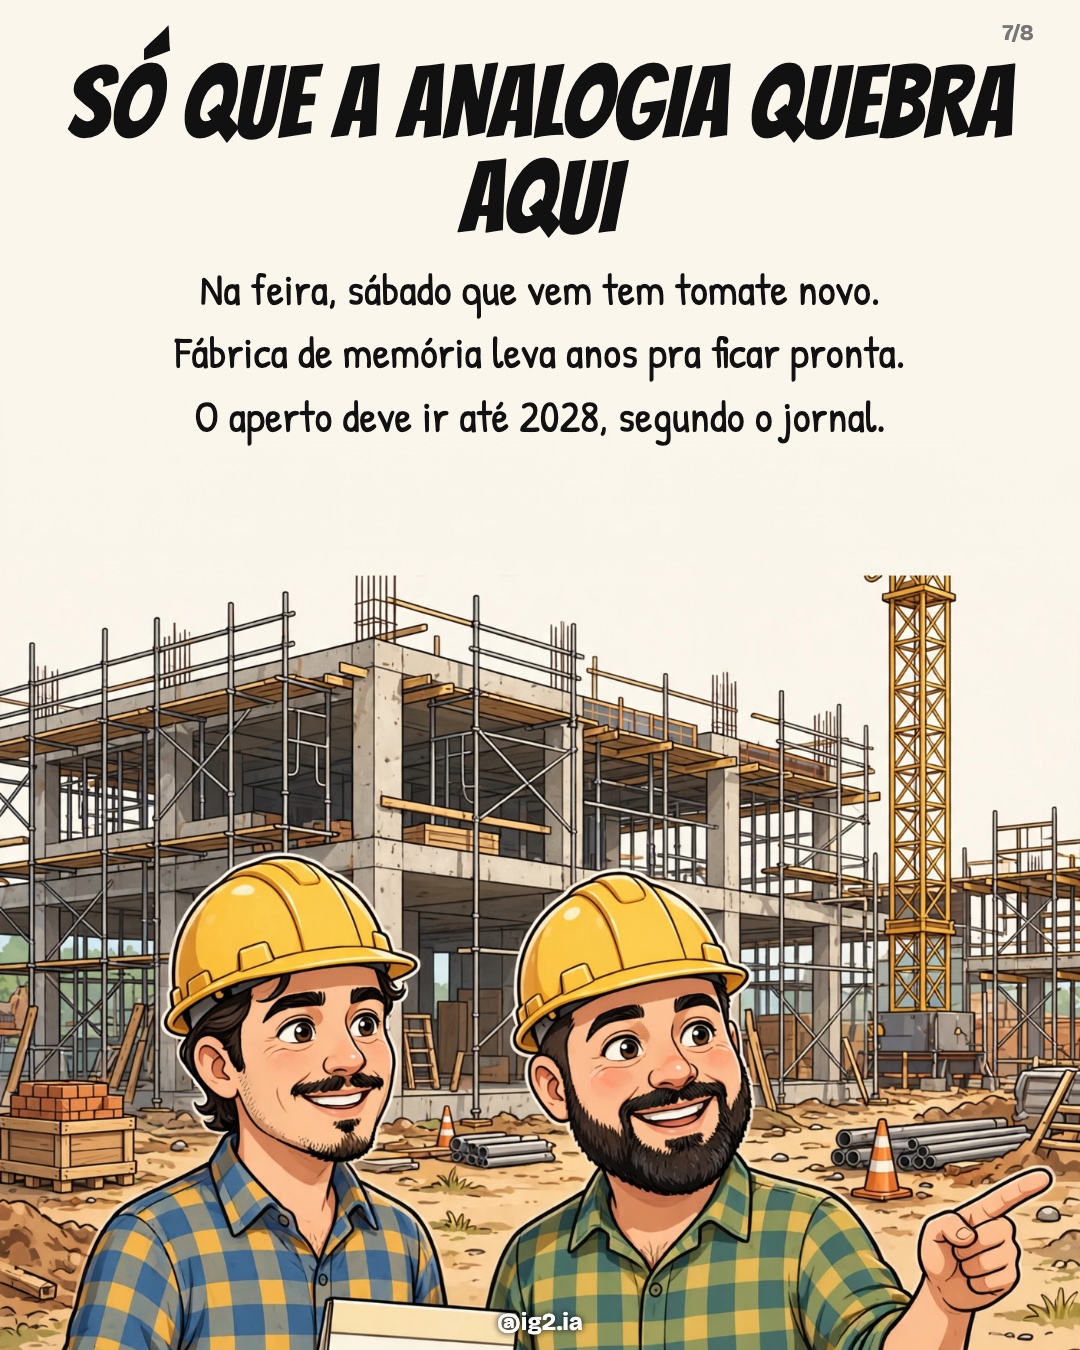 7/8
SÓ QUE A ANALOGIA QUEBRA
AQUI
Na feira, sábado que vem tem tomate novo.
Fábrica de memória leva anos pra ficar pronta.
O aperto deve ir até 2028, segundo o jornal.
@ig2.ia